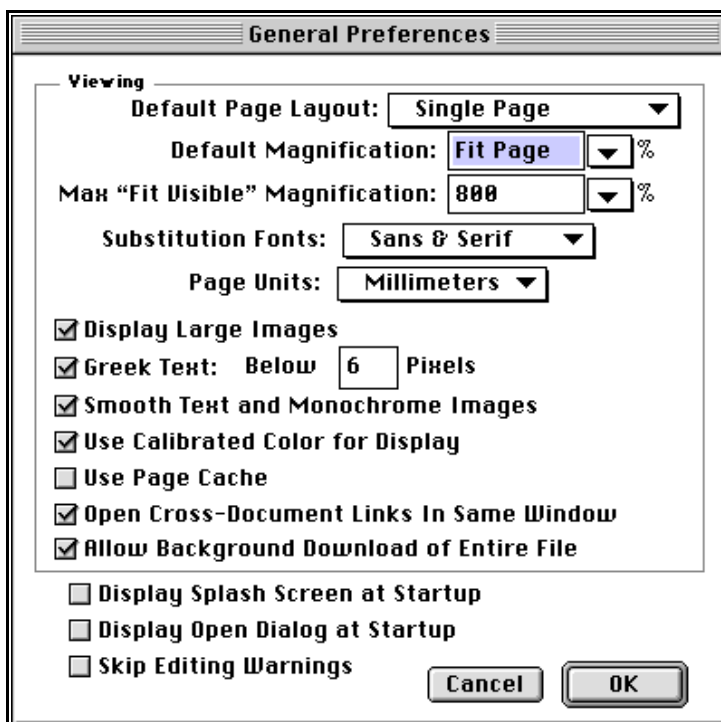 General Preferences
Viewing
Default Page Layout: Single Page
Default Magnification: Fit Page %
Max “Fit Visible” Magnification: 800 %
Substitution Fonts: Sans & Serif
Page Units: Millimeters
Display Large Images
Greek Text: Below 6 Pixels
Smooth Text and Monochrome Images
Use Calibrated Color for Display
Use Page Cache
Open Cross-Document Links In Same Window
Allow Background Download of Entire File
Display Splash Screen at Startup
Display Open Dialog at Startup
Skip Editing Warnings
Cancel OK